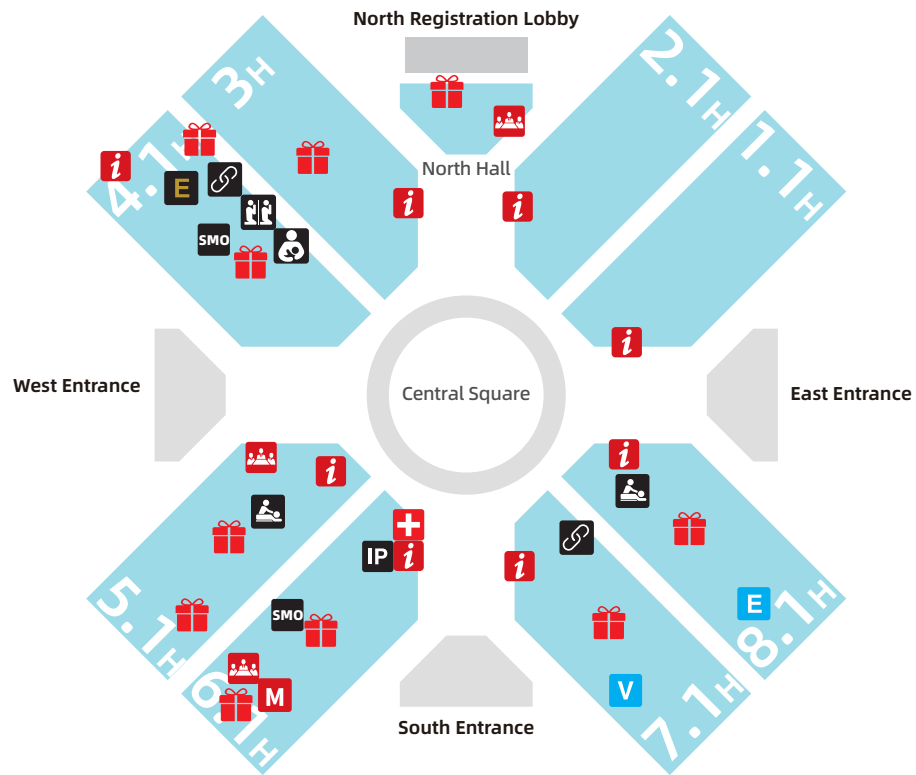 North Registration Lobby
3H
2.1H
4.1H
1.1H
North Hall
i
E
SMO
i
i
i
West Entrance
Central Square
East Entrance
i
i
IP
i
i
SMO
E
5.1H
8.1H
6.1H
M
V
7.1H
South Entrance